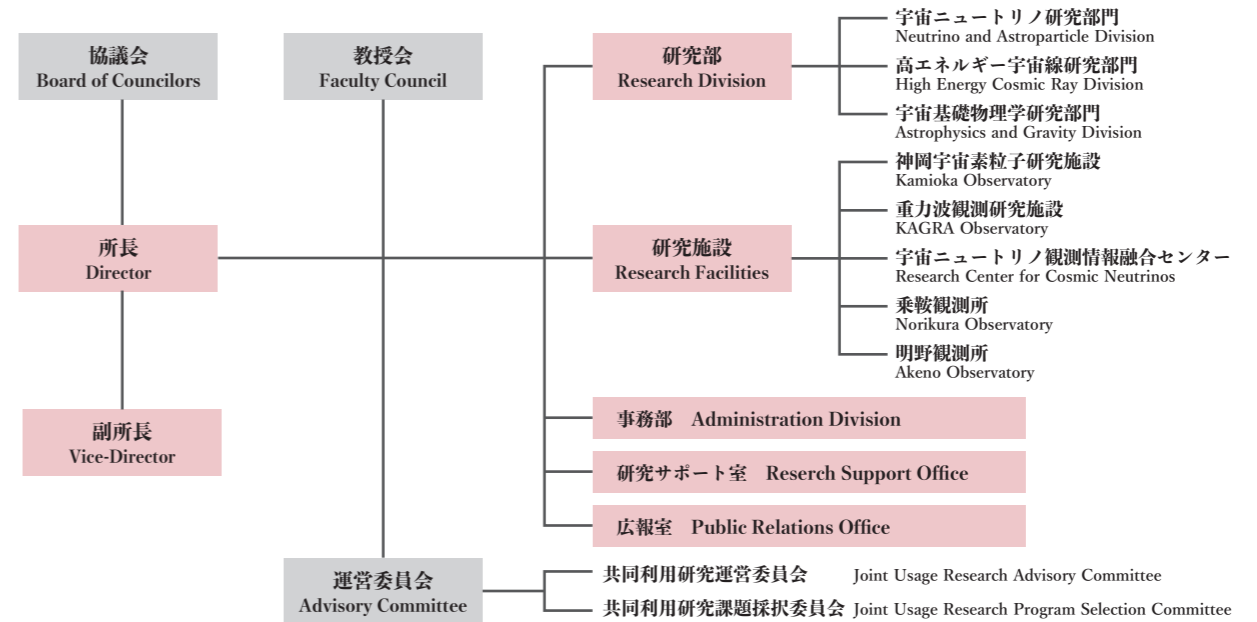 協議会
Board of Councilors
教授会
Faculty Council
研究部
Research Division
宇宙ニュートリノ研究部門
Neutrino and Astroparticle Division
高エネルギー宇宙線研究部門
High Energy Cosmic Ray Division
宇宙基礎物理学研究部門
Astrophysics and Gravity Division
所長
Director
研究施設
Research Facilities
神岡宇宙素粒子研究施設
Kamioka Observatory
重力波観測研究施設
KAGRA Observatory
宇宙ニュートリノ観測情報融合センター
Research Center for Cosmic Neutrinos
乗鞍観測所
Norikura Observatory
明野観測所
Akeno Observatory
副所長
Vice-Director
事務部 Administration Division
研究サポート室 Reserch Support Office
広報室 Public Relations Office
運営委員会
Advisory Committee
共同利用研究運営委員会 Joint Usage Research Advisory Committee
共同利用研究課題採択委員会 Joint Usage Research Program Selection Committee